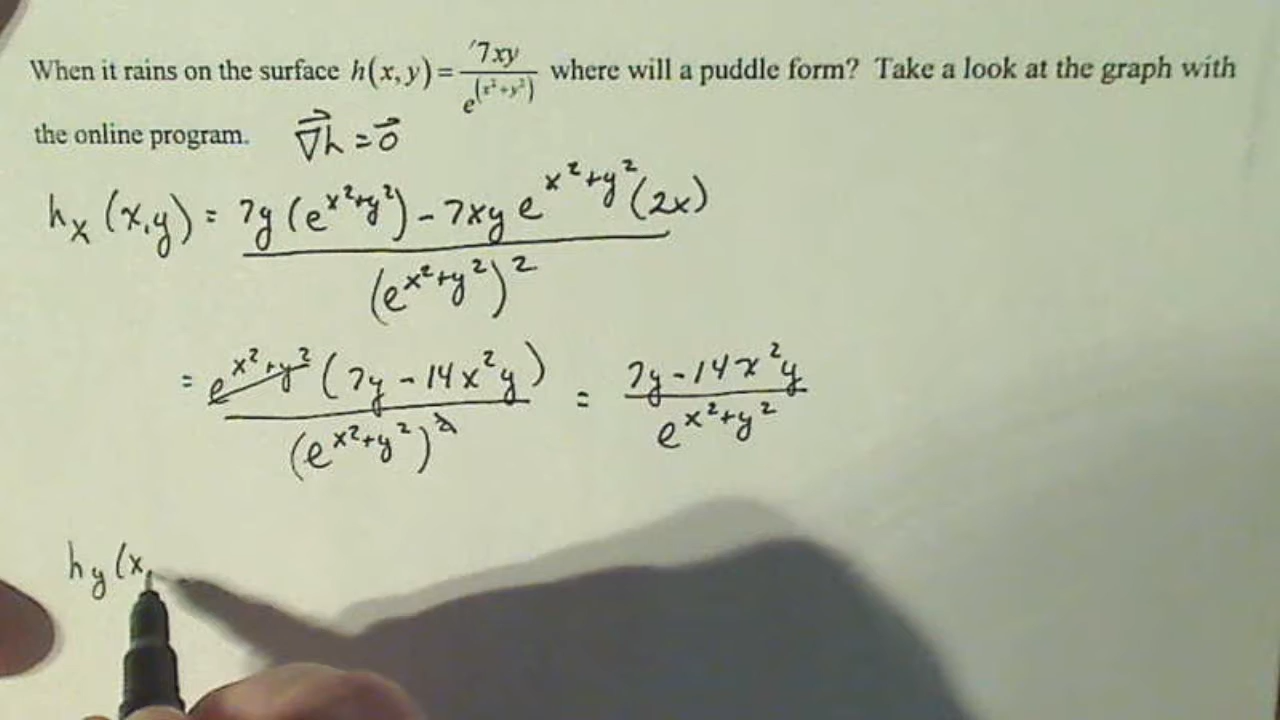 When it rains on the surface h(x, y) = 7xy / e^(x²+y²) where will a puddle form? Take a look at the graph with
the online program. ∇h = 0
hx (x,y) = 7y (e^x²+y²) - 7xy e^x²+y² (2x) / (e^x²+y²)²
= e^x²+y² (7y - 14x²y) / (e^x²+y²)² = 7y - 14x²y / e^x²+y²
hy (x,